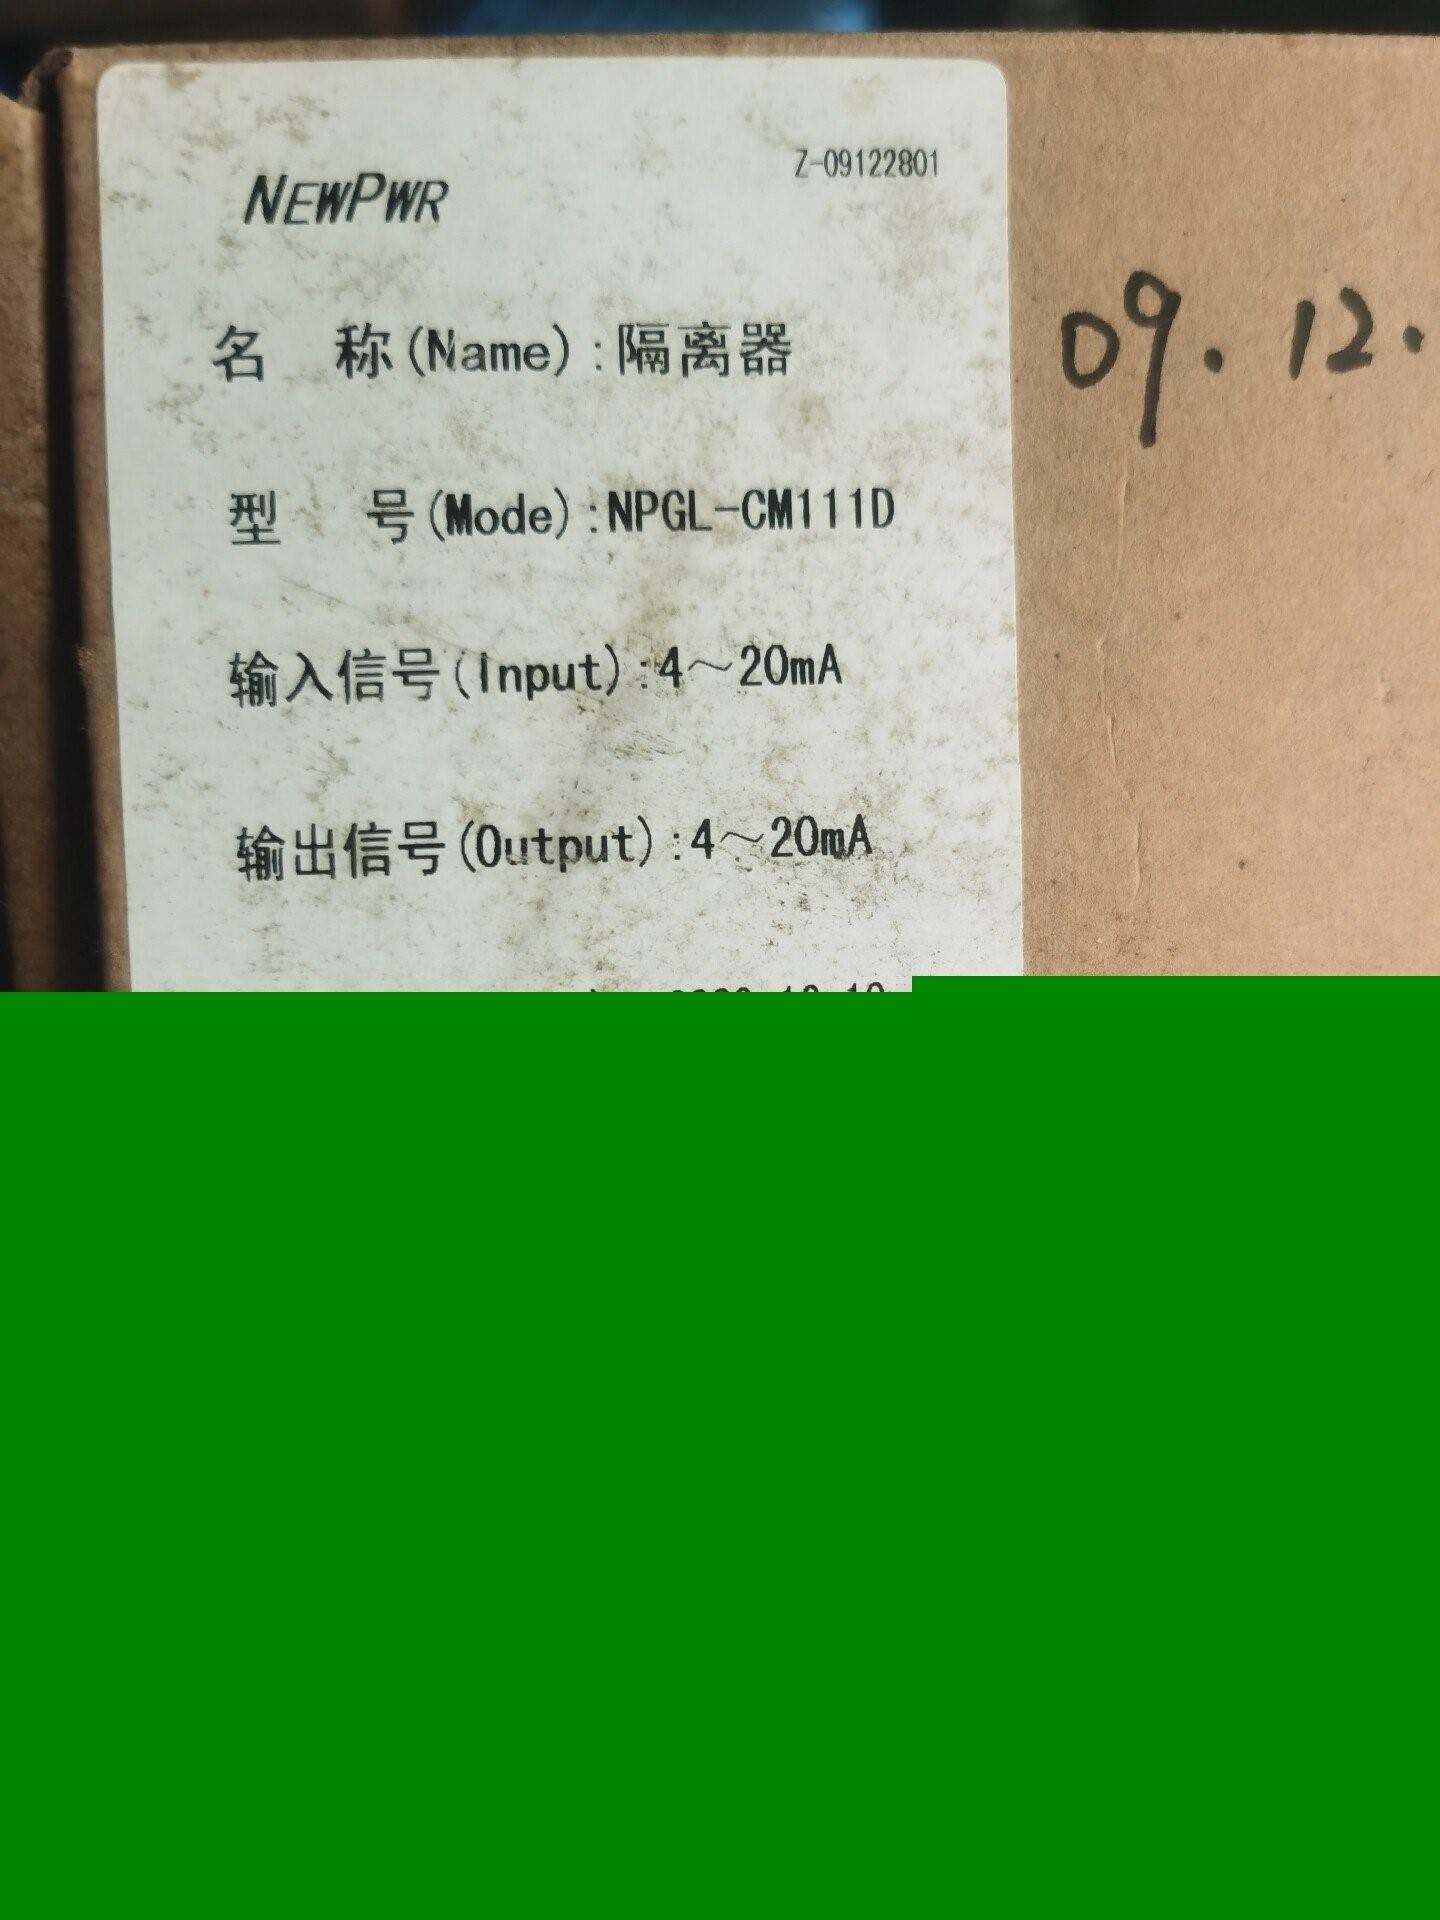 NEWPWR
Z-09122801
09.12.
名 称(Name):隔离器
型 号(Mode):NPGL-CM111D
输入信号(Input):4～20mA
输出信号(Output):4～20mA